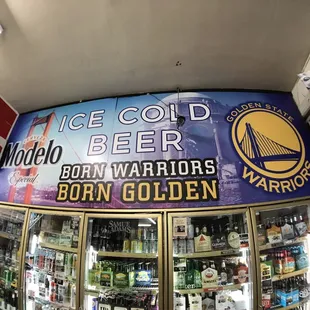 Modelo
Especial
ICE COLD
BEER
BORN WARRIORS
BORN GOLDEN
GOLDEN STATE
WARRIORS